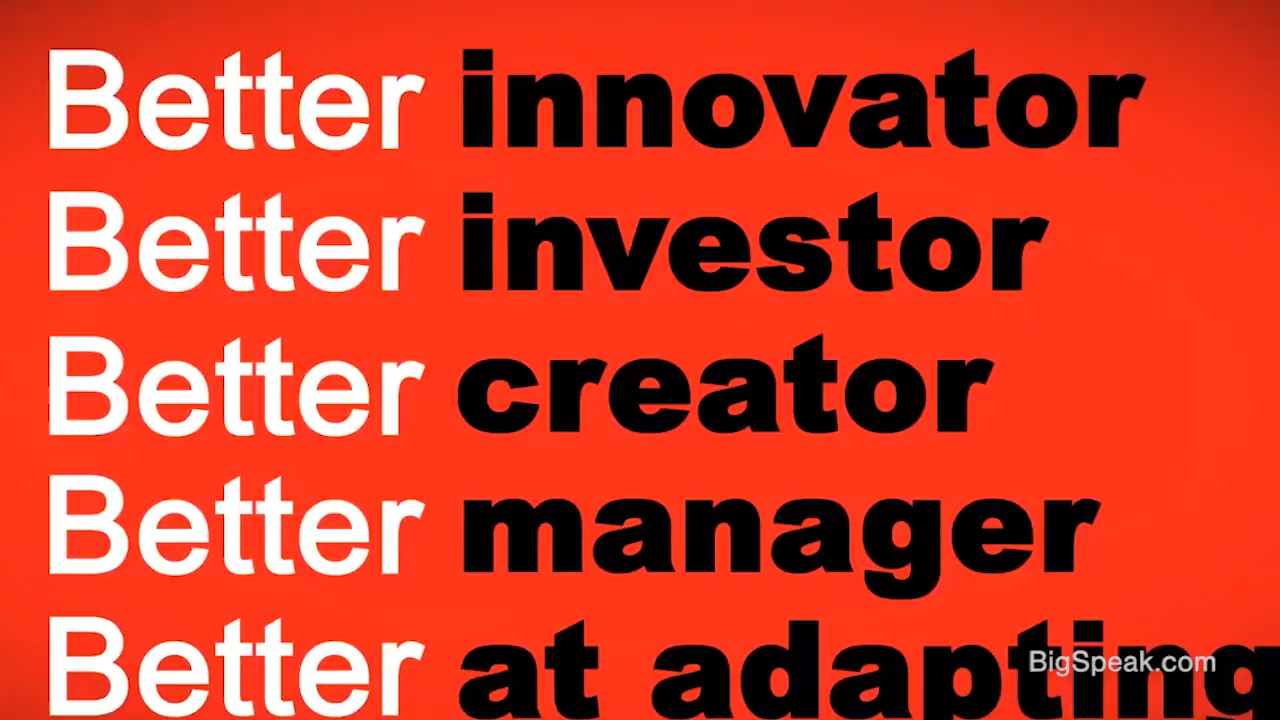 Better innovator
Better investor
Better creator
Better manager
Better at adapting
BigSpeak.com